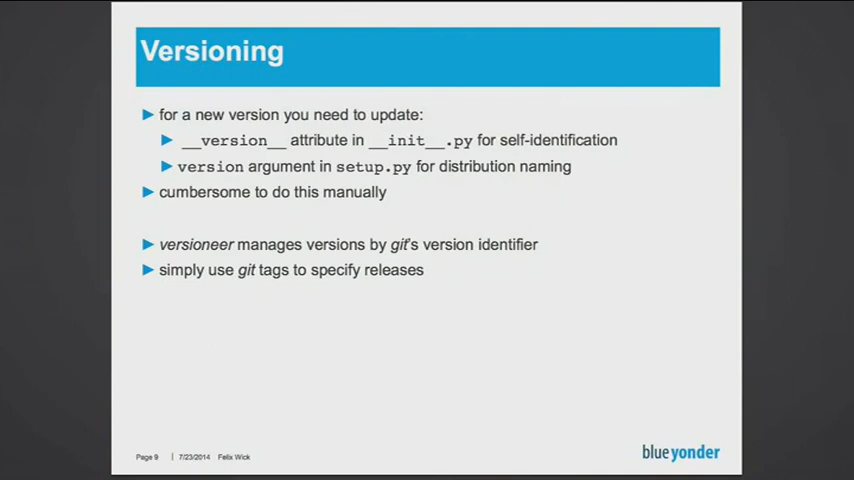 Versioning
for a new version you need to update:
__version__ attribute in __init__.py for self-identification
version argument in setup.py for distribution naming
cumbersome to do this manually
versioneer manages versions by git's version identifier
simply use git tags to specify releases
Page 9 | 7/23/2014 Felix Wick
blueyonder